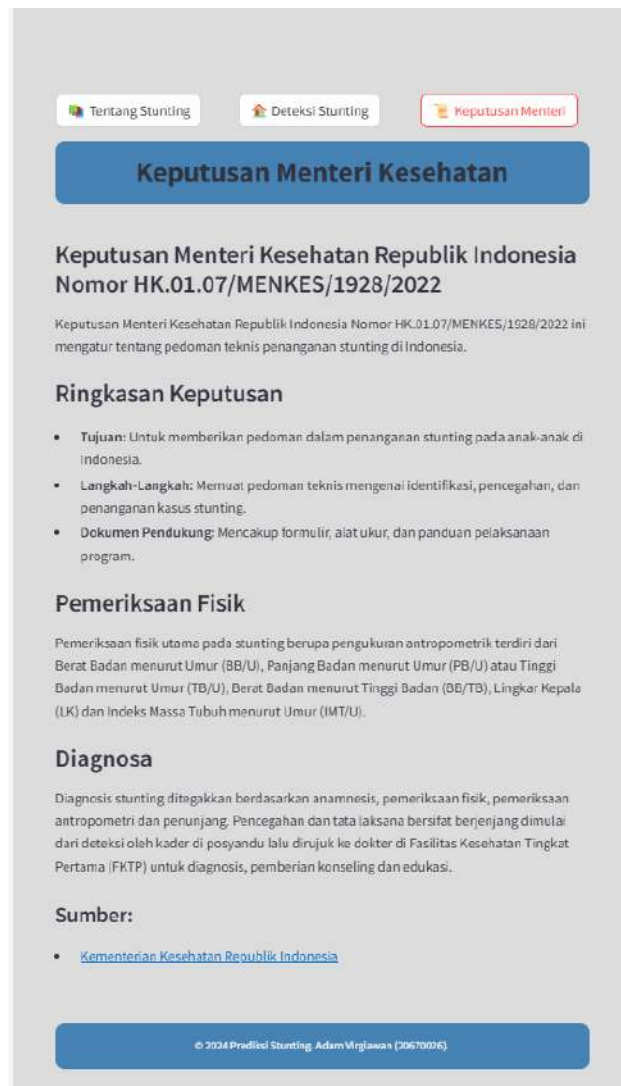 Tentang Stunting
Deteksi Stunting
Keputusan Menteri
Keputusan Menteri Kesehatan
Keputusan Menteri Kesehatan Republik Indonesia
Nomor HK.01.07/MENKES/1928/2022
Keputusan Menteri Kesehatan Republik Indonesia Nomor HK.01.07/MENKES/1928/2022 ini
mengatur tentang pedoman teknis penanganan stunting di Indonesia.
Ringkasan Keputusan
• Tujuan: Untuk memberikan pedoman dalam penanganan stunting pada anak-anak di
Indonesia.
• Langkah-Langkah: Memuat pedoman teknis mengenai identifikasi, pencegahan, dan
penanganan kasus stunting.
• Dokumen Pendukung: Mencakup formulir, alat ukur, dan panduan pelaksanaan
program.
Pemeriksaan Fisik
Pemeriksaan fisik utama pada stunting berupa pengukuran antropometrik terdiri dari
Berat Badan menurut Umur (BB/U), Panjang Badan menurut Umur (PB/U) atau Tinggi
Badan menurut Umur (TB/U), Berat Badan menurut Tinggi Badan (BB/TB), Lingkar Kepala
(LK) dan Indeks Massa Tubuh menurut Umur (IMT/U).
Diagnosa
Diagnosis stunting ditegakkan berdasarkan anamnesis, pemeriksaan fisik, pemeriksaan
antropometri dan penunjang. Pencegahan dan tata laksana bersifat berjenjang dimulai
dari deteksi oleh kader di posyandu lalu dirujuk ke dokter di Fasilitas Kesehatan Tingkat
Pertama (FKTP) untuk diagnosis, pemberian konseling dan edukasi.
Sumber:
• Kementerian Kesehatan Republik Indonesia
© 2024 Prediksi Stunting. Adam Virgiawan (20670026).